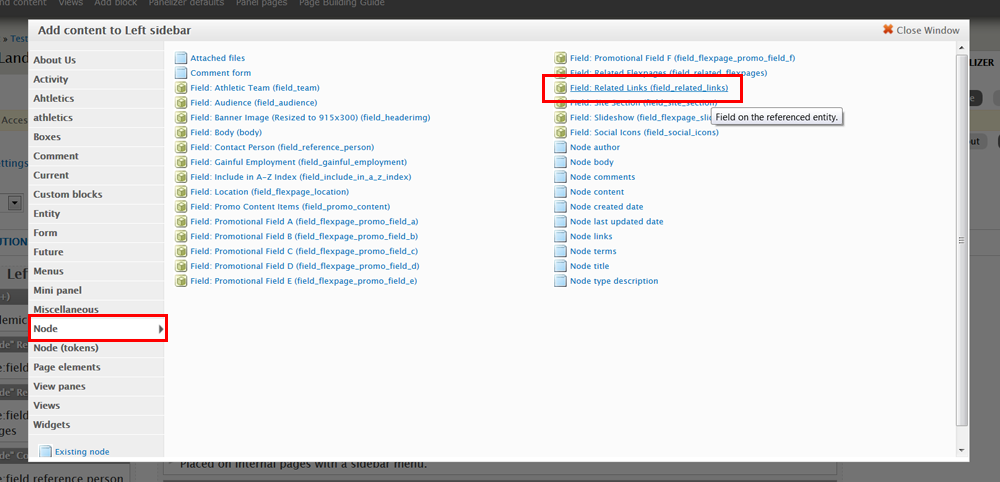 nd content Views Add block Panelizer defaults Panel pages Page Building Guide
Add content to Left sidebar
Close Window
» Test
Land
Acces
ettings
UTION
Left
+)
demic
de" Re
e:field
de" Re
e:field
ges
de" Co
e:field_reference_person
LIZER
e
out
About Us
Activity
Ahtletics
athletics
Boxes
Comment
Current
Custom blocks
Entity
Form
Future
Menus
Mini panel
Miscellaneous
Node
Node (tokens)
Page elements
View panes
Views
Widgets
Existing node
Attached files
Comment form
Field: Athletic Team (field_team)
Field: Audience (field_audience)
Field: Banner Image (Resized to 915x300) (field_headerimg)
Field: Body (body)
Field: Contact Person (field_reference_person)
Field: Gainful Employment (field_gainful_employment)
Field: Include in A-Z Index (field_include_in_a_z_index)
Field: Location (field_flexpage_location)
Field: Promo Content Items (field_promo_content)
Field: Promotional Field A (field_flexpage_promo_field_a)
Field: Promotional Field B (field_flexpage_promo_field_b)
Field: Promotional Field C (field_flexpage_promo_field_c)
Field: Promotional Field D (field_flexpage_promo_field_d)
Field: Promotional Field E (field_flexpage_promo_field_e)
Field: Promotional Field F (field_flexpage_promo_field_f)
Field: Related Flexpages (field_related_flexpages)
Field: Related Links (field_related_links)
Field: Site Section (field_site_section)
Field: Slideshow (field_flexpage_slid
Field on the referenced entity.
Field: Social Icons (field_social_icons)
Node author
Node body
Node comments
Node content
Node created date
Node last updated date
Node links
Node terms
Node title
Node type description
Placed on internal pages with a sidebar menu.